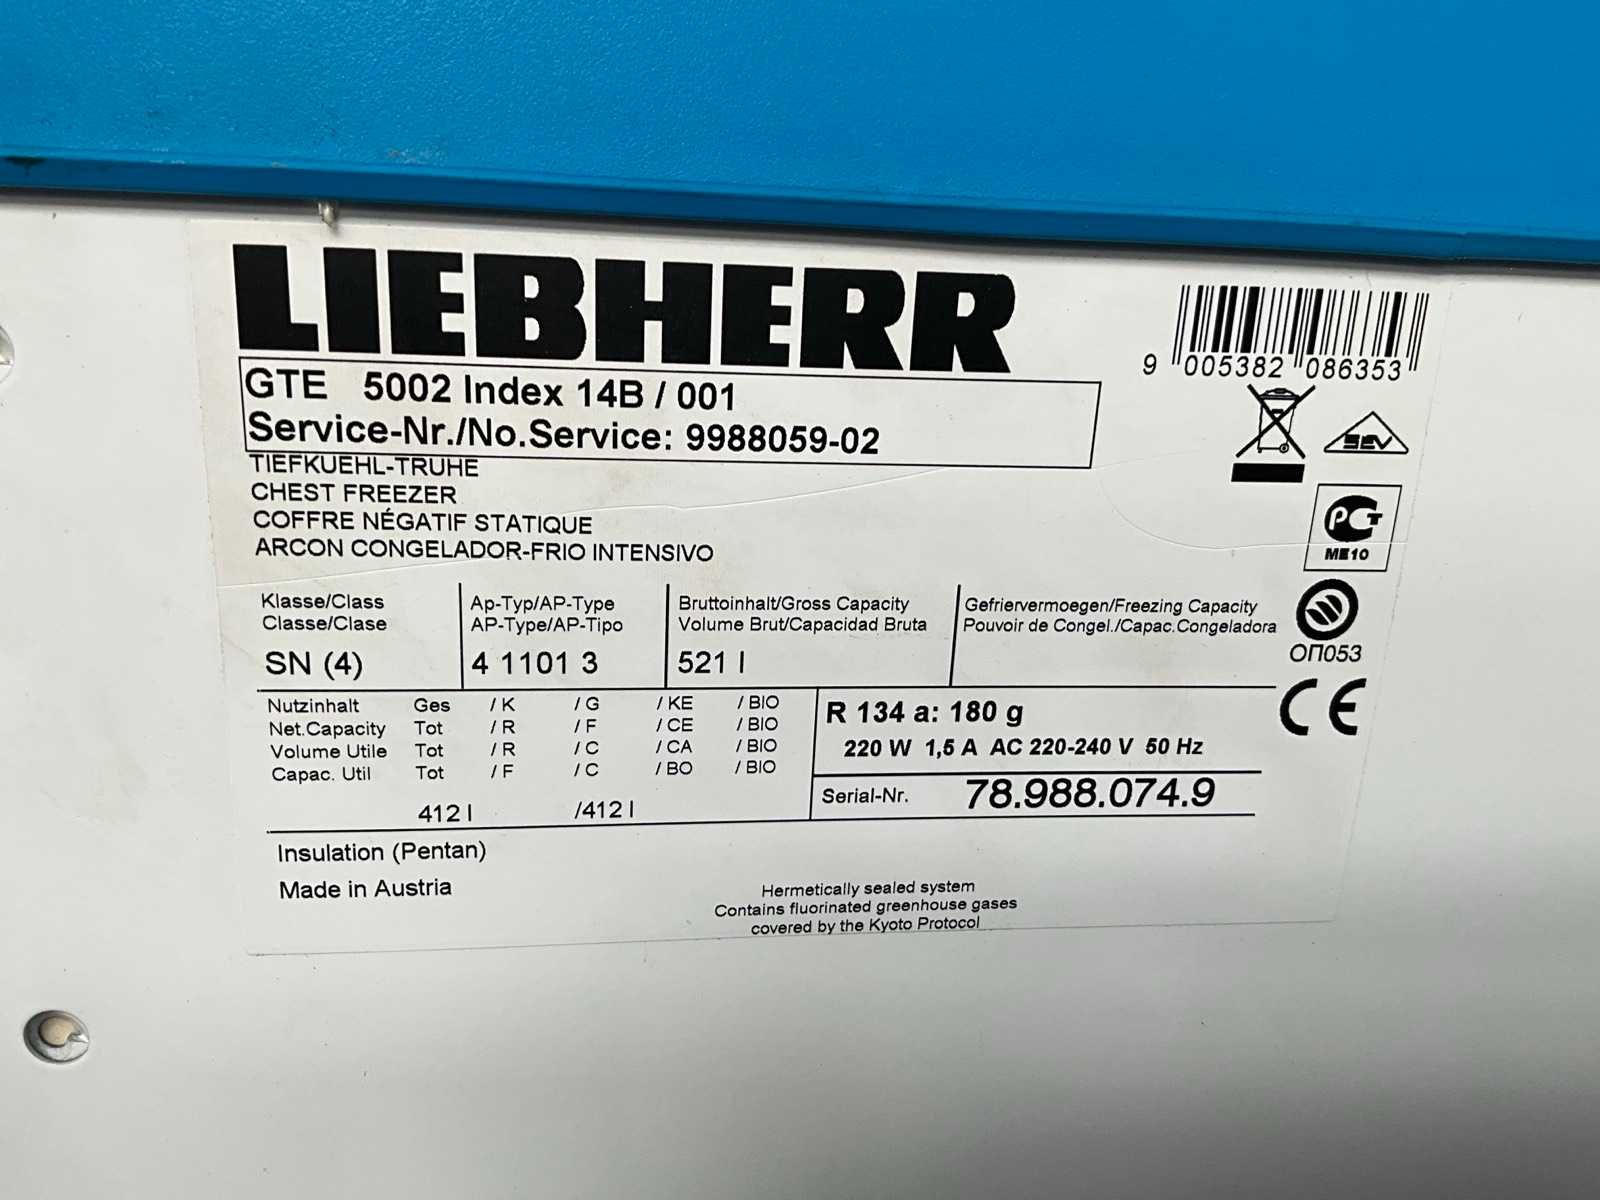 LIEBHERR
GTE 5002 Index 14B / 001
Service-Nr./No.Service: 9988059-02
9 005382 086353
TIEFKUEHL-TRUHE
CHEST FREEZER
COFFRE NÉGATIF STATIQUE
ARCON CONGELADOR-FRIO INTENSIVO
SEV
PCT
ME10
Klasse/Class
Classe/Clase
SN (4)
Ap-Typ/AP-Type
AP-Type/AP-Tipo
4 1101 3
Bruttoinhalt/Gross Capacity
Volume Brut/Capacidad Bruta
521 l
Gefriervermoegen/Freezing Capacity
Pouvoir de Congel./Capac.Congeladora
ОП053
CE
Nutzinhalt Ges / K / G / KE / BIO
Net.Capacity Tot / R / F / CE / BIO
Volume Utile Tot / R / C / CA / BIO
Capac. Util Tot / F / C / BO / BIO
412 l /412 l
R 134 a: 180 g
220 W 1,5 A AC 220-240 V 50 Hz
Serial-Nr. 78.988.074.9
Insulation (Pentan)
Made in Austria
Hermetically sealed system
Contains fluorinated greenhouse gases
covered by the Kyoto Protocol